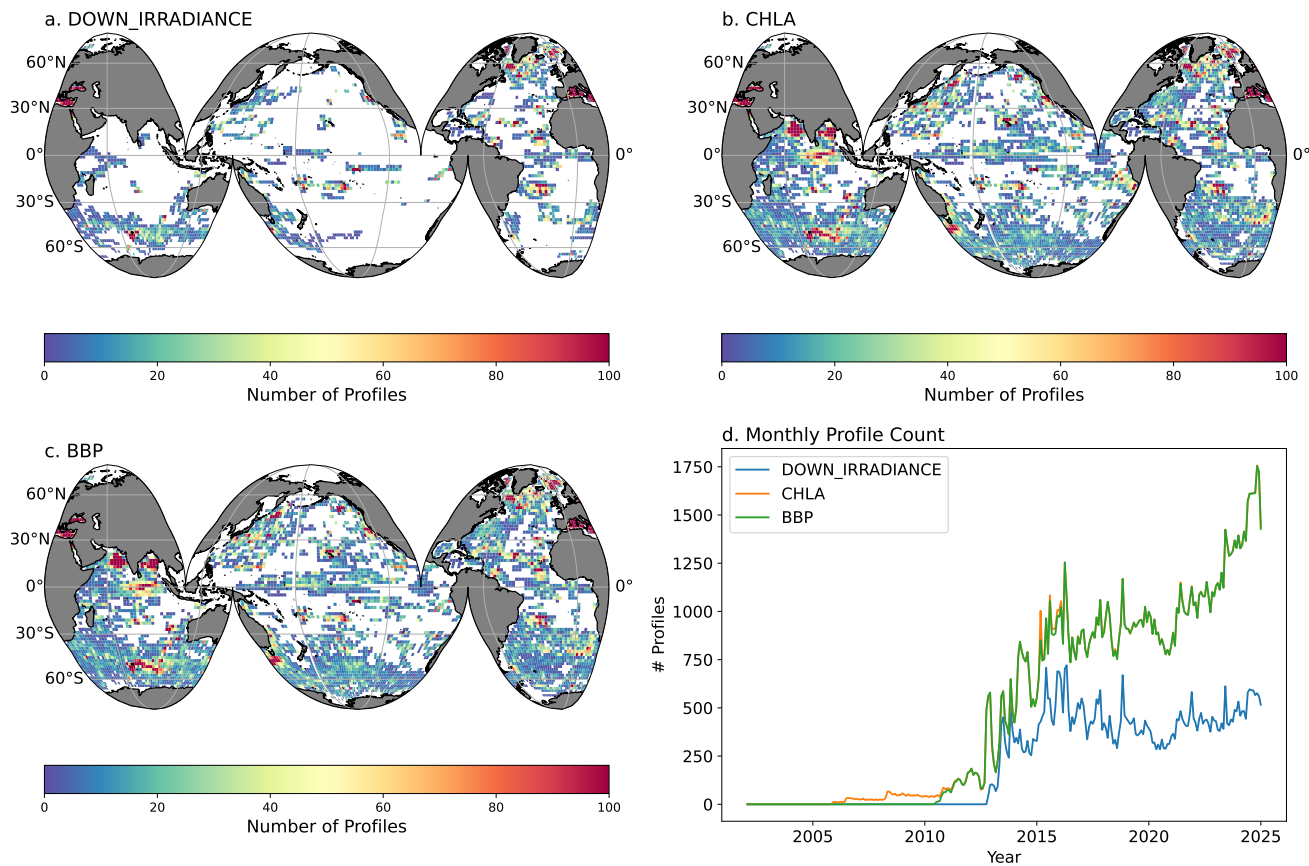 a. DOWN_IRRADIANCE
60°N
30°N
0°
0°
30°S
60°S
0 20 40 60 80 100
Number of Profiles
b. CHLA
60°N
30°N
0°
0°
30°S
60°S
0 20 40 60 80 100
Number of Profiles
c. BBP
60°N
30°N
0°
0°
30°S
60°S
0 20 40 60 80 100
Number of Profiles
d. Monthly Profile Count
DOWN_IRRADIANCE
CHLA
BBP
1750
1500
1250
1000
750
500
250
0
# Profiles
2005 2010 2015 2020 2025
Year